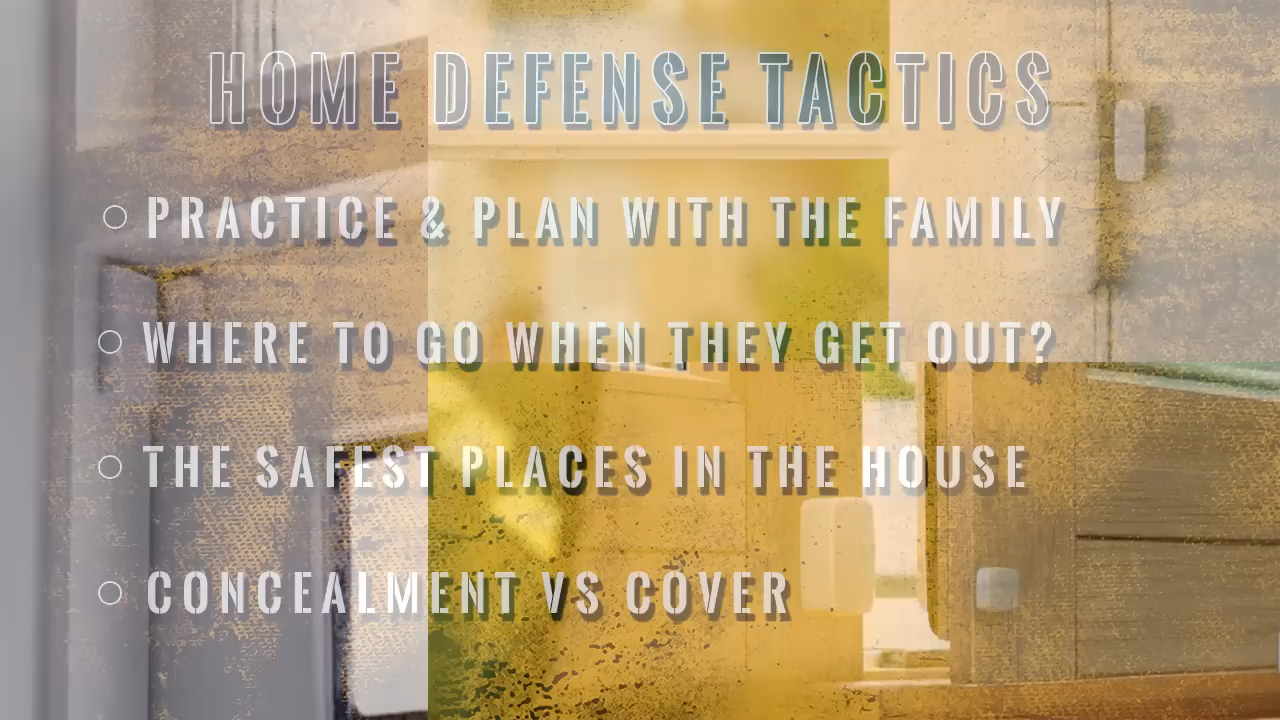 HOME DEFENSE TACTICS
PRACTICE & PLAN WITH THE FAMILY
WHERE TO GO WHEN THEY GET OUT?
THE SAFEST PLACES IN THE HOUSE
CONCEALMENT VS COVER